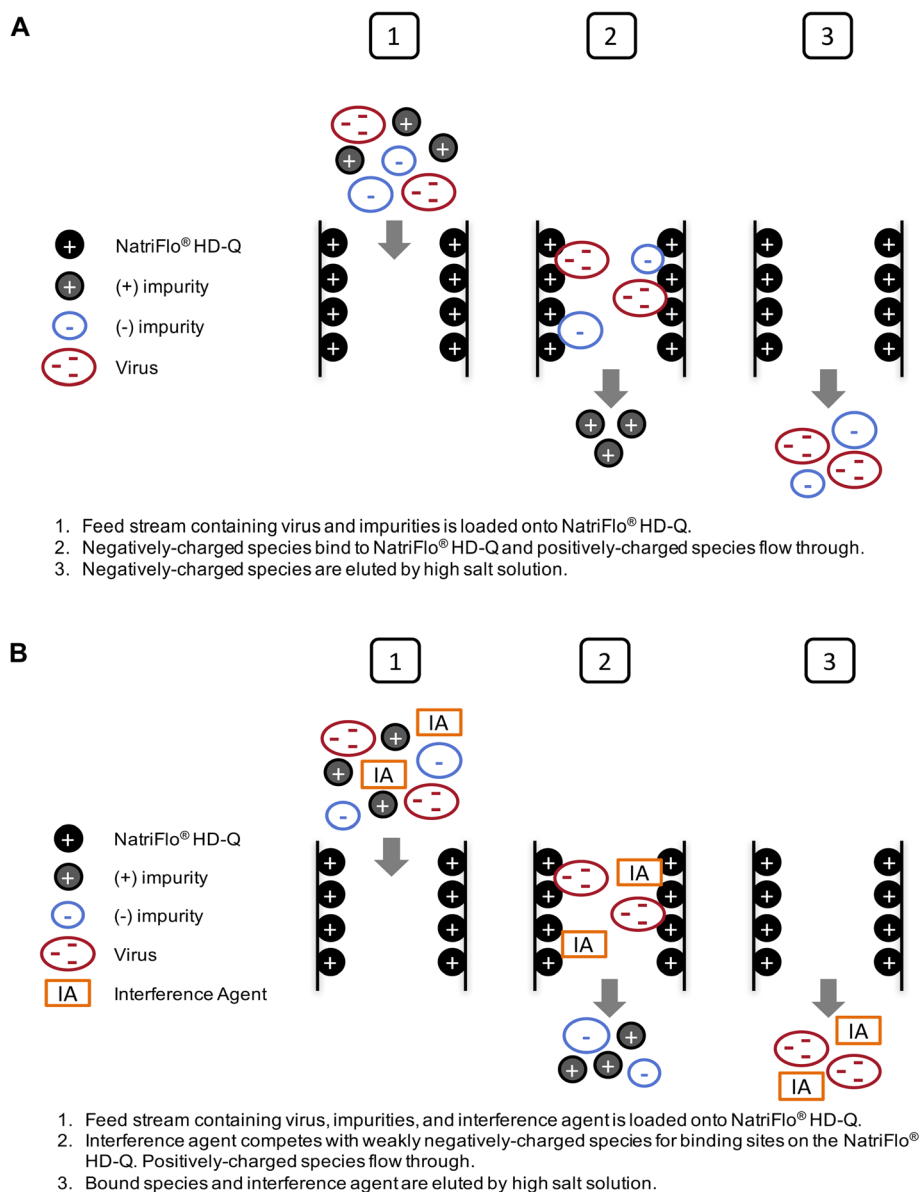 A
1 2 3
+ NatriFlo® HD-Q
+ (+) impurity
- (-) impurity
Virus
1. Feed stream containing virus and impurities is loaded onto NatriFlo® HD-Q.
2. Negatively-charged species bind to NatriFlo® HD-Q and positively-charged species flow through.
3. Negatively-charged species are eluted by high salt solution.
B
1 2 3
IA
IA
IA
IA
IA
IA
+ NatriFlo® HD-Q
+ (+) impurity
- (-) impurity
Virus
IA Interference Agent
1. Feed stream containing virus, impurities, and interference agent is loaded onto NatriFlo® HD-Q.
2. Interference agent competes with weakly negatively-charged species for binding sites on the NatriFlo®
HD-Q. Positively-charged species flow through.
3. Bound species and interference agent are eluted by high salt solution.